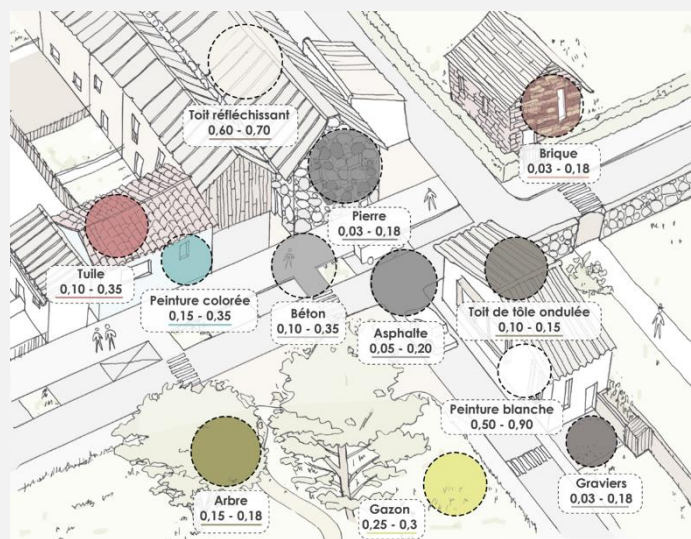 Toit réfléchissant
0,60 - 0,70
Brique
0,03 - 0,18
Pierre
0,03 - 0,18
Tuile
0,10 - 0,35
Peinture colorée
0,15 - 0,35
Béton
0,10 - 0,35
Asphalte
0,05 - 0,20
Toit de tôle ondulée
0,10 - 0,15
Peinture blanche
0,50 - 0,90
Arbre
0,15 - 0,18
Gazon
0,25 - 0,3
Graviers
0,03 - 0,18